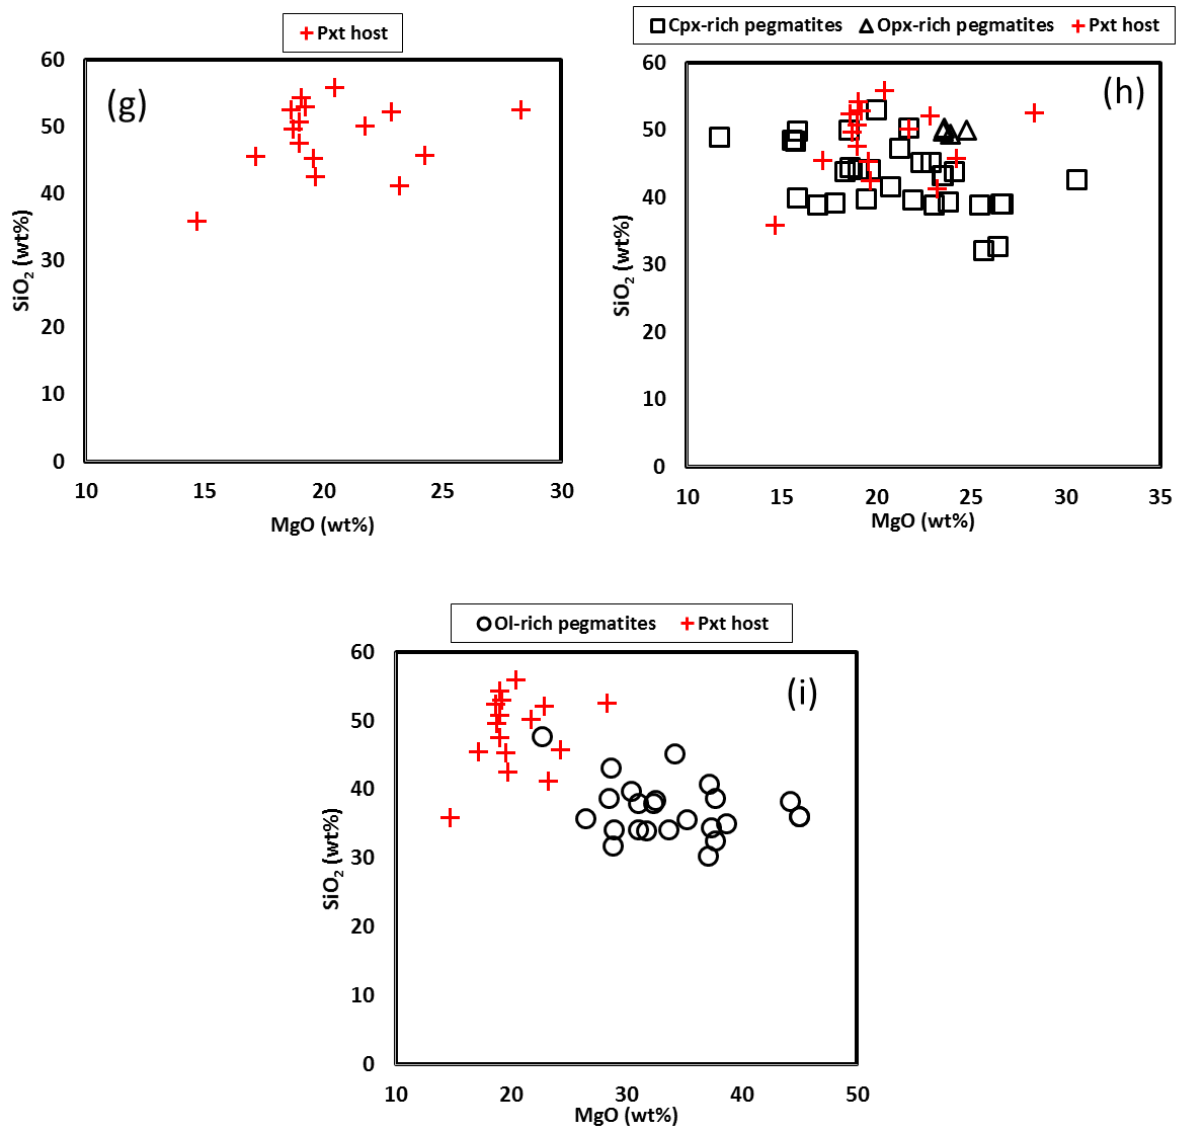 Pxt host
(g)
60
50
40
30
20
10
0
SiO₂ (wt%)
10 15 20 25 30
MgO (wt%)
Cpx-rich pegmatites Opx-rich pegmatites Pxt host
(h)
60
50
40
30
20
10
0
SiO₂ (wt%)
10 15 20 25 30 35
MgO (wt%)
Ol-rich pegmatites Pxt host
(i)
60
50
40
30
20
10
0
SiO₂ (wt%)
10 20 30 40 50
MgO (wt%)